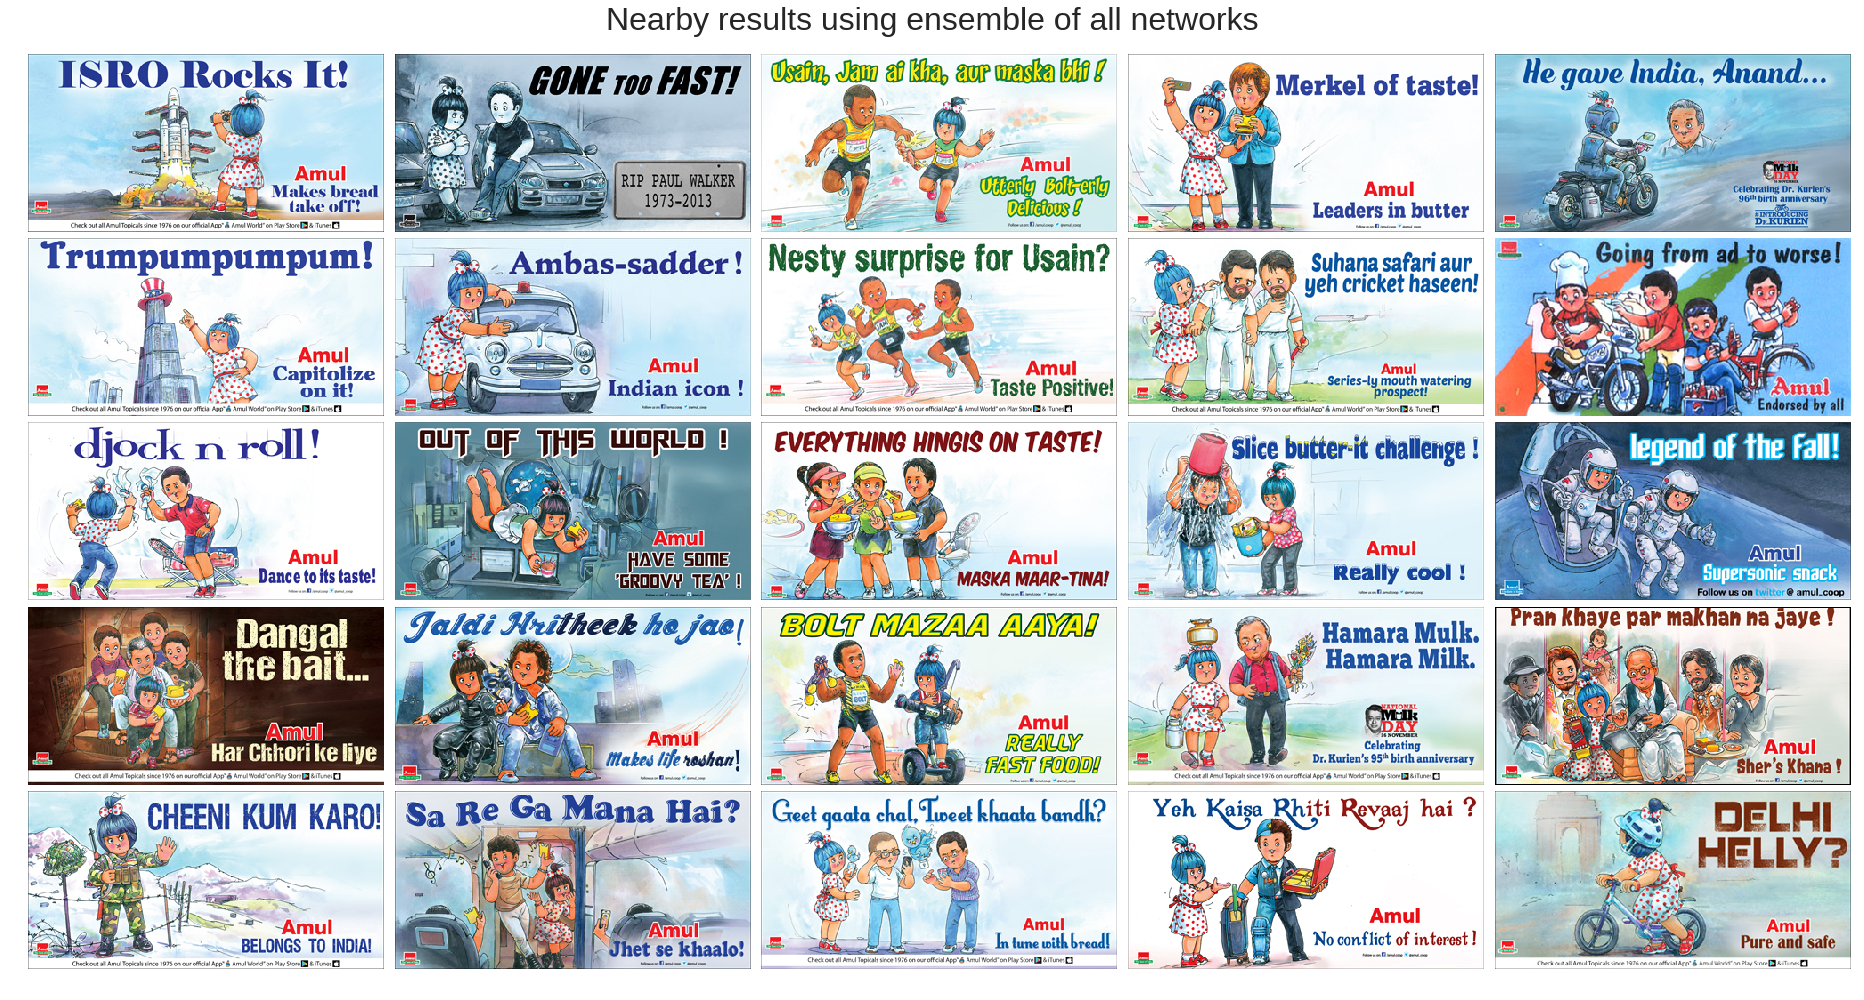 Nearby results using ensemble of all networks
ISRO Rocks It!
Amul
Makes bread
take off!
Check out all Amul Topicals since 1976 on our official App" Amul World" on Play Store & iTunes
GONE TOO FAST!
RIP PAUL WALKER
1973-2013
Usain, Jam ai kha, aur maska bhi !
Amul
Utterly Bolt-erly
Delicious !
Merkel of taste!
Amul
Leaders in butter
He gave India, Anand...
NATIONAL
Milk
DAY
26 NOVEMBER
Celebrating Dr. Kurien's
96th birth anniversary
#INTRODUCING
DR. KURIEN
Trumpumpumpum!
Amul
Capitolize
on it!
Checkout all Amul Topicals since 1976 on our official App" Amul World" on Play Store & iTunes
Ambas-sadder !
Amul
Indian icon !
Nesty surprise for Usain?
Amul
Taste Positive!
Checkout all Amul Topicals since 1976 on our official App" Amul World" on Play Store & iTunes
Suhana safari aur
yeh cricket haseen!
Amul
Series-ly mouth watering
prospect!
Checkout all Amul Topicals since 1976 on our official App" Amul World" on Play Store & iTunes
Going from ad to worse!
Amul
Endorsed by all
djock n roll !
Amul
Dance to its taste!
OUT OF THIS WORLD !
Amul
HAVE SOME
'GROOVY TEA' !
EVERYTHING HINGIS ON TASTE!
Amul
MASKA MAAR-TINA!
Slice butter-it challenge !
Amul
Really cool !
legend of the Fall!
Amul
Supersonic snack
Follow us on twitter @ amul_coop
Dangal
the bait...
Amul
Har Chhori ke liye
Check out all Amul Topicals since 1976 on our official App" Amul World" on Play Store & iTunes
Jaldi Hritheek ho jao!
Amul
Makes life roshan!
BOLT MAZAA AAYA!
Amul
REALLY
FAST FOOD!
Hamara Mulk.
Hamara Milk.
NATIONAL
Milk
DAY
26 NOVEMBER
Celebrating
Dr. Kurien's 95th birth anniversary
Check out all Amul Topicals since 1976 on our official App" Amul World" on Play Store & iTunes
Pran khaye par makhan na jaye !
Amul
Sher's Khana !
CHEENI KUM KARO!
Amul
BELONGS TO INDIA!
Check out all Amul Topicals since 1976 on our official App" Amul World" on Play Store & iTunes
Sa Re Ga Mana Hai?
Amul
Jhet se khaalo!
Geet gaata chal, Tweet khaata bandh?
Amul
In tune with bread!
Check out all Amul Topicals since 1976 on our official App" Amul World" on Play Store & iTunes
Yeh Kaisa Rhiti Revaaj hai ?
Amul
No conflict of interest !
DELHI
HELLY?
Amul
Pure and safe
Check out all Amul Topicals since 1976 on our official App" Amul World" on Play Store & iTunes